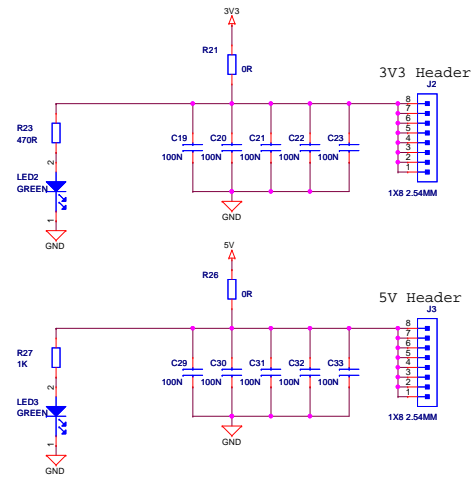 3V3
R21
0R
3V3 Header
J2
8
7
6
5
4
3
2
1
1X8 2.54MM
R23
470R
C19
C20
C21
C22
C23
100N
100N
100N
100N
100N
2
LED2
GREEN
1
GND
GND
5V
R26
0R
5V Header
J3
8
7
6
5
4
3
2
1
1X8 2.54MM
R27
1K
C29
C30
C31
C32
C33
100N
100N
100N
100N
100N
2
LED3
GREEN
1
GND
GND